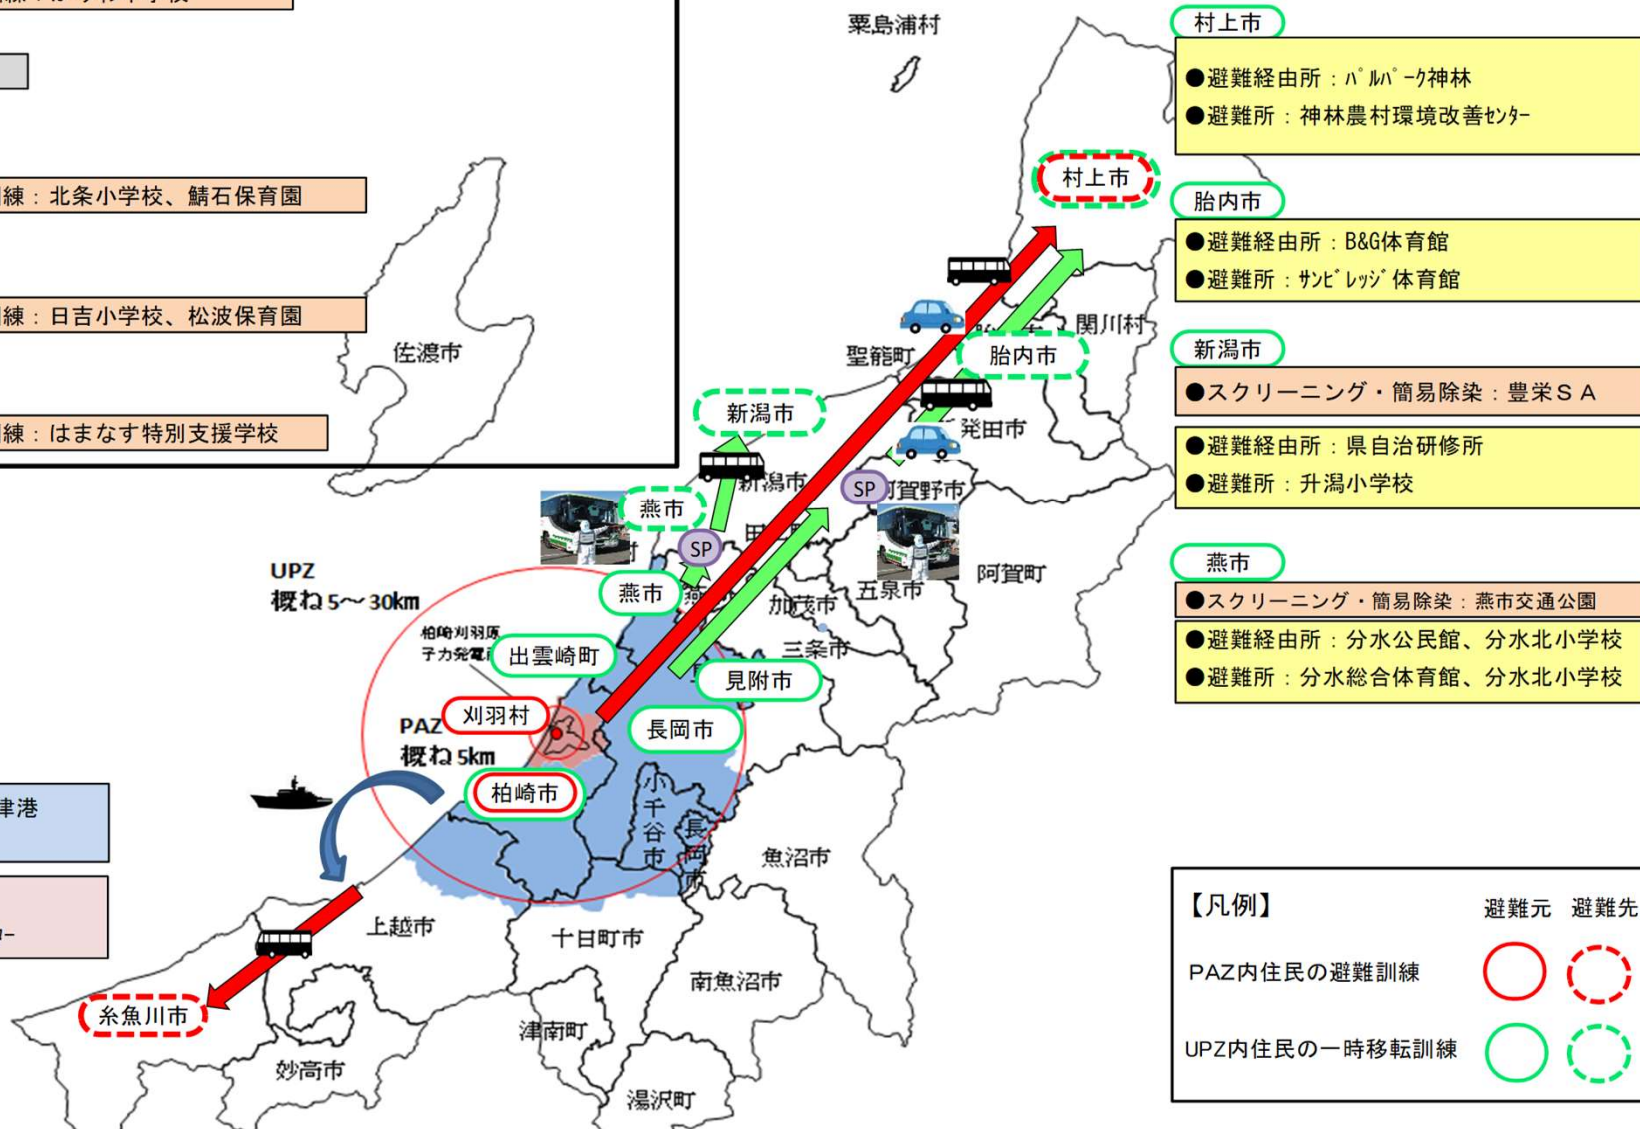 練：北条小学校、鯖石保育園
練：日吉小学校、松波保育園
練：はまなす特別支援学校
津港
粟島浦村
佐渡市
村上市
関川村
胎内市
聖籠町
発田市
新潟市
新潟市
燕市
SP
SP
阿賀野市
阿賀町
五泉市
加茂市
三条市
燕市
UPZ
概ね5～30km
柏崎刈羽原
子力発電
出雲崎町
見附市
刈羽村
長岡市
PAZ
概ね5km
柏崎市
小千谷市
長岡市
魚沼市
上越市
十日町市
南魚沼市
糸魚川市
津南町
妙高市
湯沢町
村上市
●避難経由所：ﾊﾟﾙﾊﾟｰｸ神林
●避難所：神林農村環境改善ｾﾝﾀｰ
胎内市
●避難経由所：B&G体育館
●避難所：ｻﾝﾋﾞﾚｯｼﾞ体育館
新潟市
●スクリーニング・簡易除染：豊栄ＳＡ
●避難経由所：県自治研修所
●避難所：升潟小学校
燕市
●スクリーニング・簡易除染：燕市交通公園
●避難経由所：分水公民館、分水北小学校
●避難所：分水総合体育館、分水北小学校
【凡例】
避難元 避難先
PAZ内住民の避難訓練
UPZ内住民の一時移転訓練